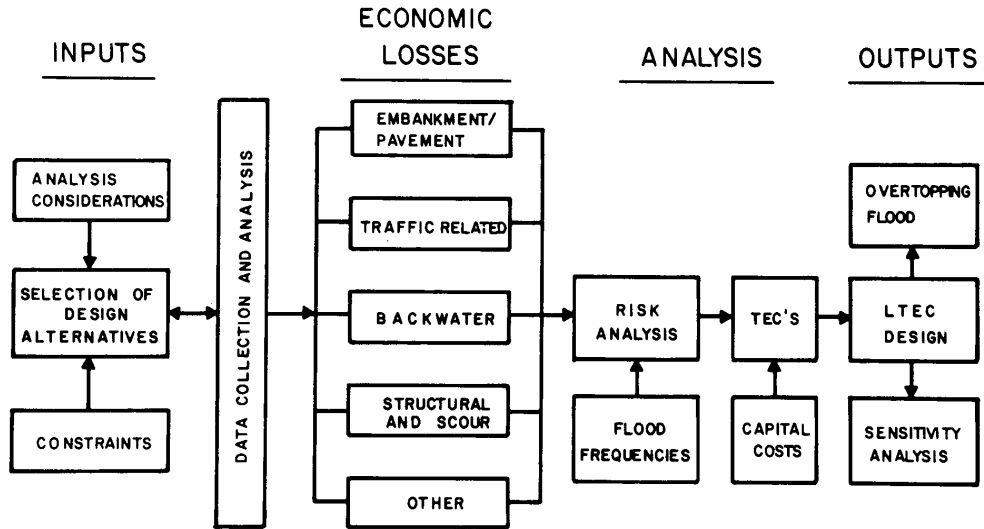 INPUTS
ECONOMIC
LOSSES
ANALYSIS
OUTPUTS
ANALYSIS
CONSIDERATIONS
SELECTION OF
DESIGN
ALTERNATIVES
CONSTRAINTS
DATA COLLECTION AND ANALYSIS
EMBANKMENT/
PAVEMENT
TRAFFIC RELATED
BACKWATER
STRUCTURAL
AND SCOUR
OTHER
RISK
ANALYSIS
FLOOD
FREQUENCIES
TEC'S
CAPITAL
COSTS
OVERTOPPING
FLOOD
LTEC
DESIGN
SENSITIVITY
ANALYSIS